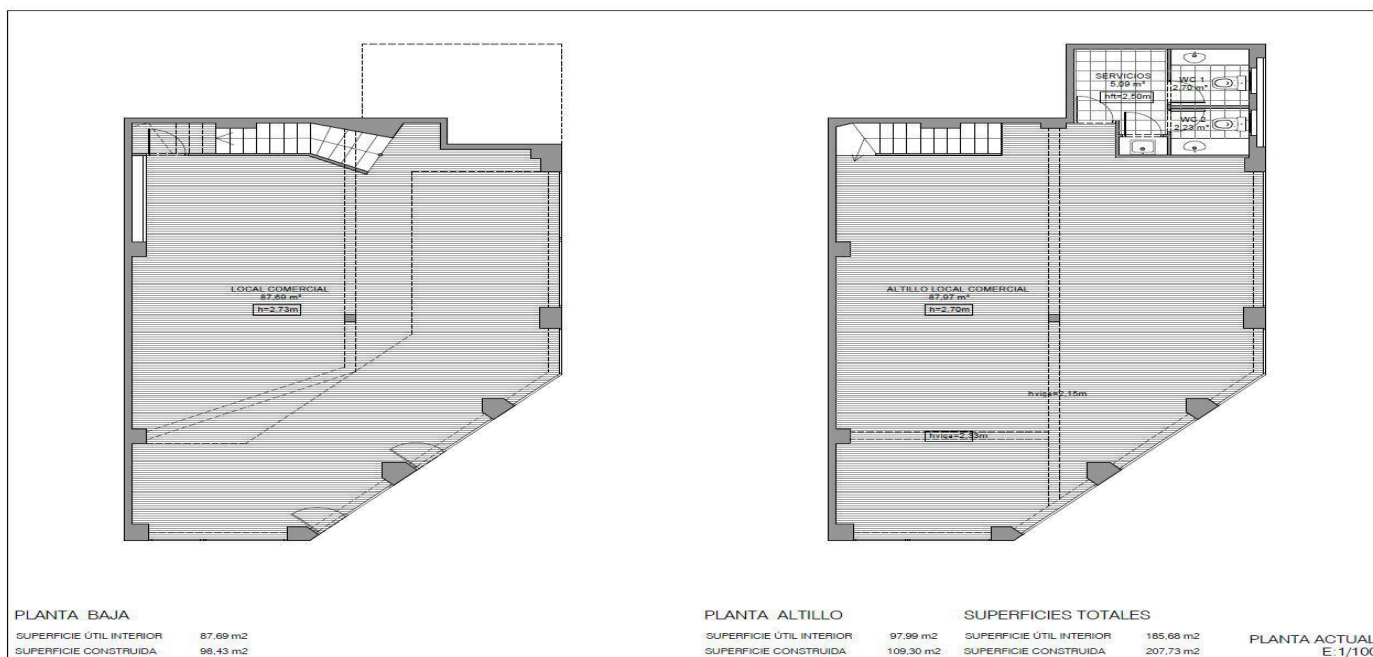 SERVICIOS
5,09 m²
hft=2,50m
WC 1
2,70 m²
WC 2
2,23 m²
LOCAL COMERCIAL
87,69 m²
h=2,73m
ALTILLO LOCAL COMERCIAL
87,97 m²
h=2,70m
hviga=2,15m
hviga=2,33m
PLANTA BAJA
SUPERFICIE ÚTIL INTERIOR 87,69 m2
SUPERFICIE CONSTRUIDA 98,43 m2
PLANTA ALTILLO
SUPERFICIE ÚTIL INTERIOR 97,99 m2
SUPERFICIE CONSTRUIDA 109,30 m2
SUPERFICIES TOTALES
SUPERFICIE ÚTIL INTERIOR 185,68 m2
SUPERFICIE CONSTRUIDA 207,73 m2
PLANTA ACTUAL
E:1/100